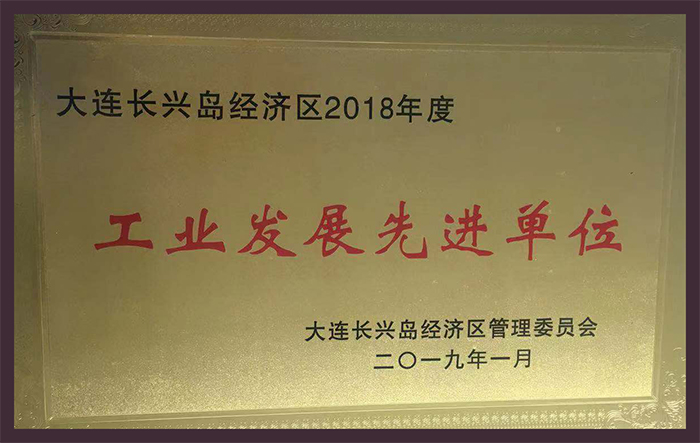 大连长兴岛经济区2018年度
工业发展先进单位
大连长兴岛经济区管理委员会
二〇一九年一月